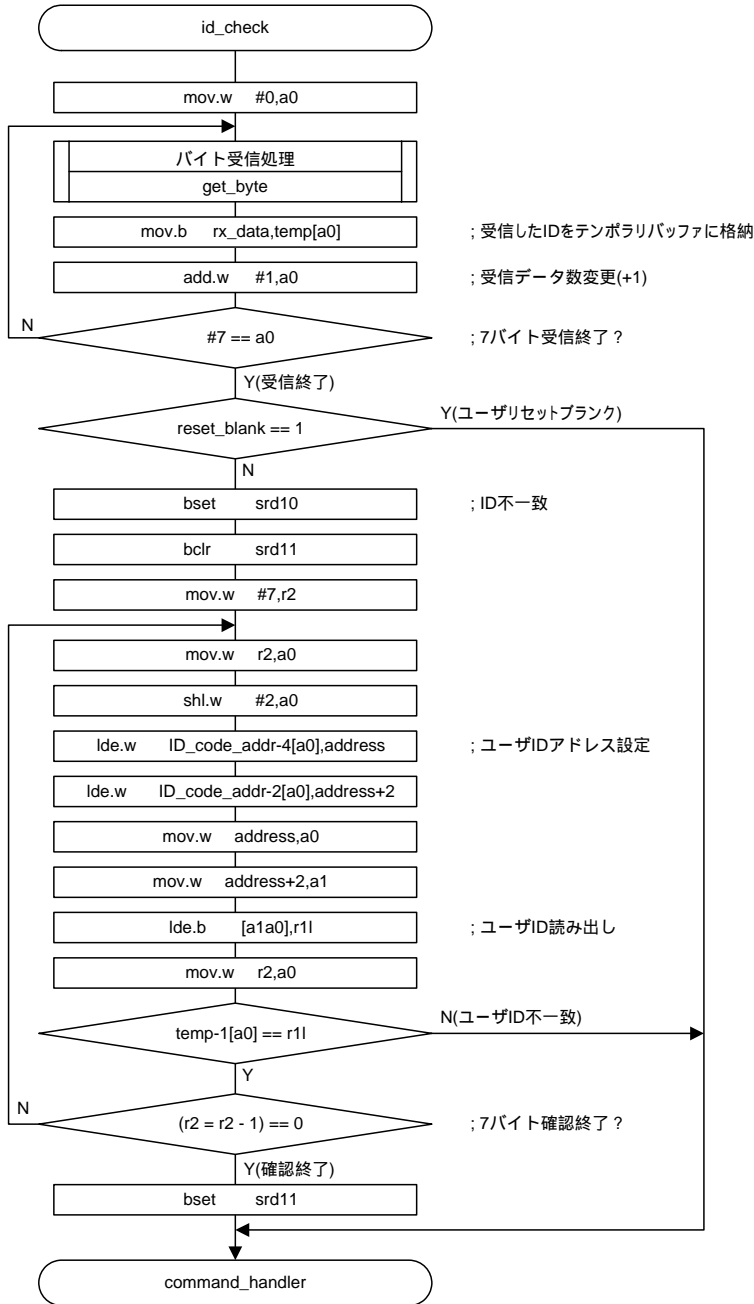 id_check
mov.w #0,a0
バイト受信処理
get_byte
mov.b rx_data,temp[a0] ; 受信したIDをテンポラリバッファに格納
add.w #1,a0 ; 受信データ数変更(+1)
N
#7 == a0 ; 7バイト受信終了?
Y(受信終了)
Y(ユーザリセットブランク)
reset_blank == 1
N
bset srd10 ; ID不一致
bclr srd11
mov.w #7,r2
mov.w r2,a0
shl.w #2,a0
lde.w ID_code_addr-4[a0],address ; ユーザIDアドレス設定
lde.w ID_code_addr-2[a0],address+2
mov.w address,a0
mov.w address+2,a1
lde.b [a1a0],r1l ; ユーザID読み出し
mov.w r2,a0
N(ユーザID不一致)
temp-1[a0] == r1l
Y
N
(r2 = r2 - 1) == 0 ; 7バイト確認終了?
Y(確認終了)
bset srd11
command_handler